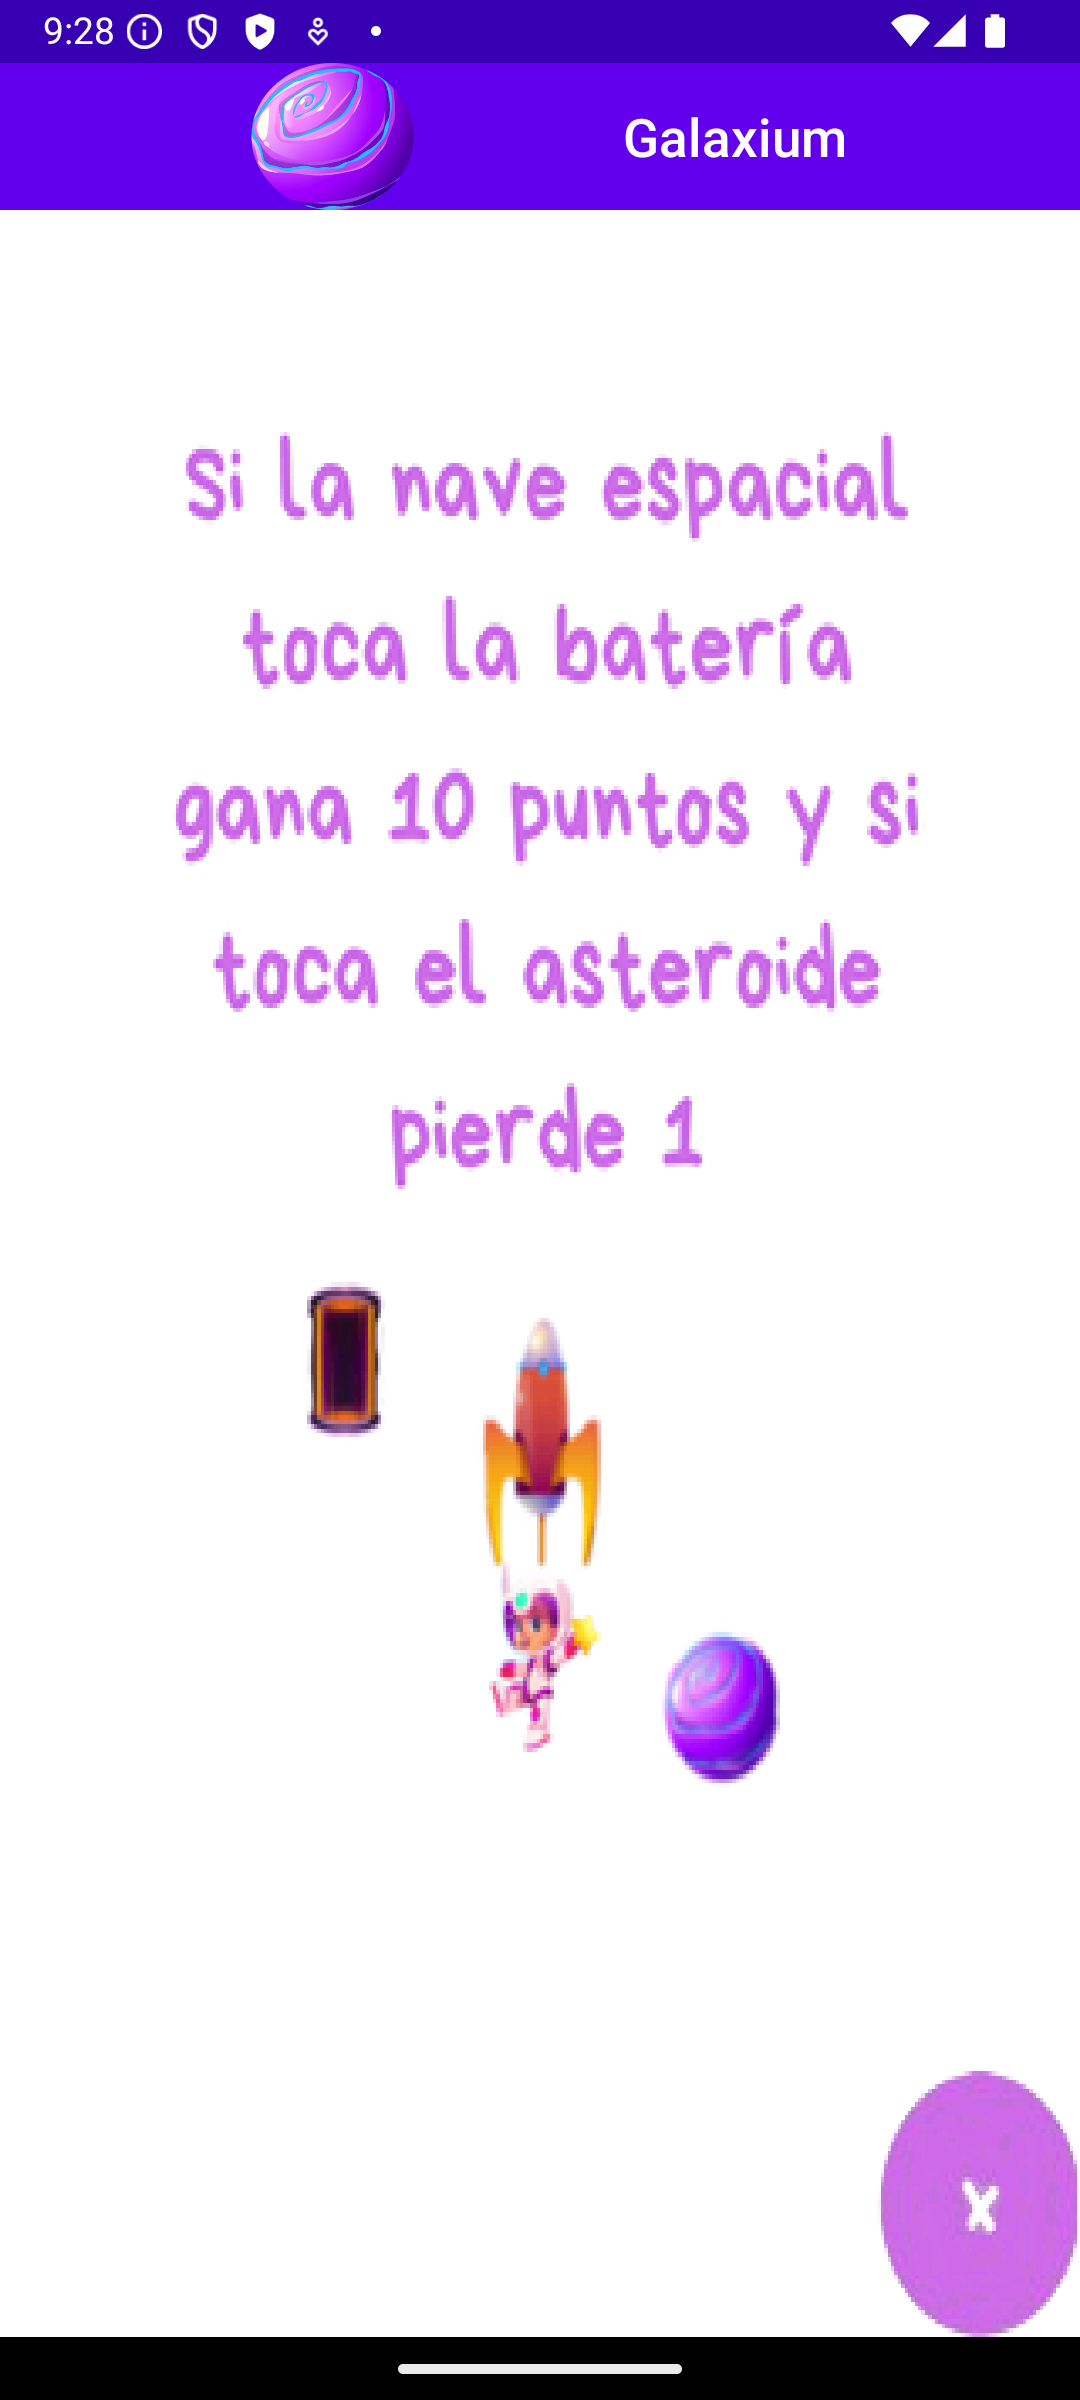 9:28
Galaxium
Si la nave espacial
toca la batería
gana 10 puntos y si
toca el asteroide
pierde 1
x